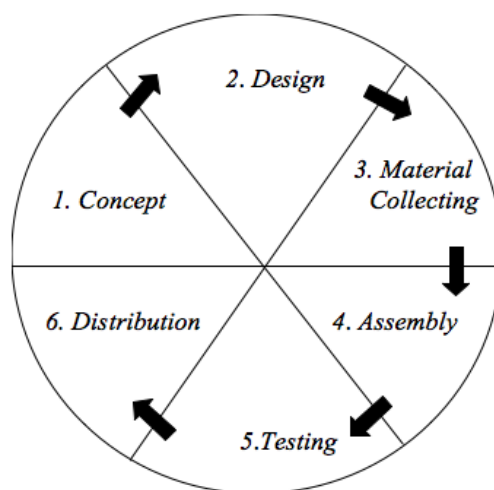 1. Concept
2. Design
3. Material
Collecting
4. Assembly
5.Testing
6. Distribution